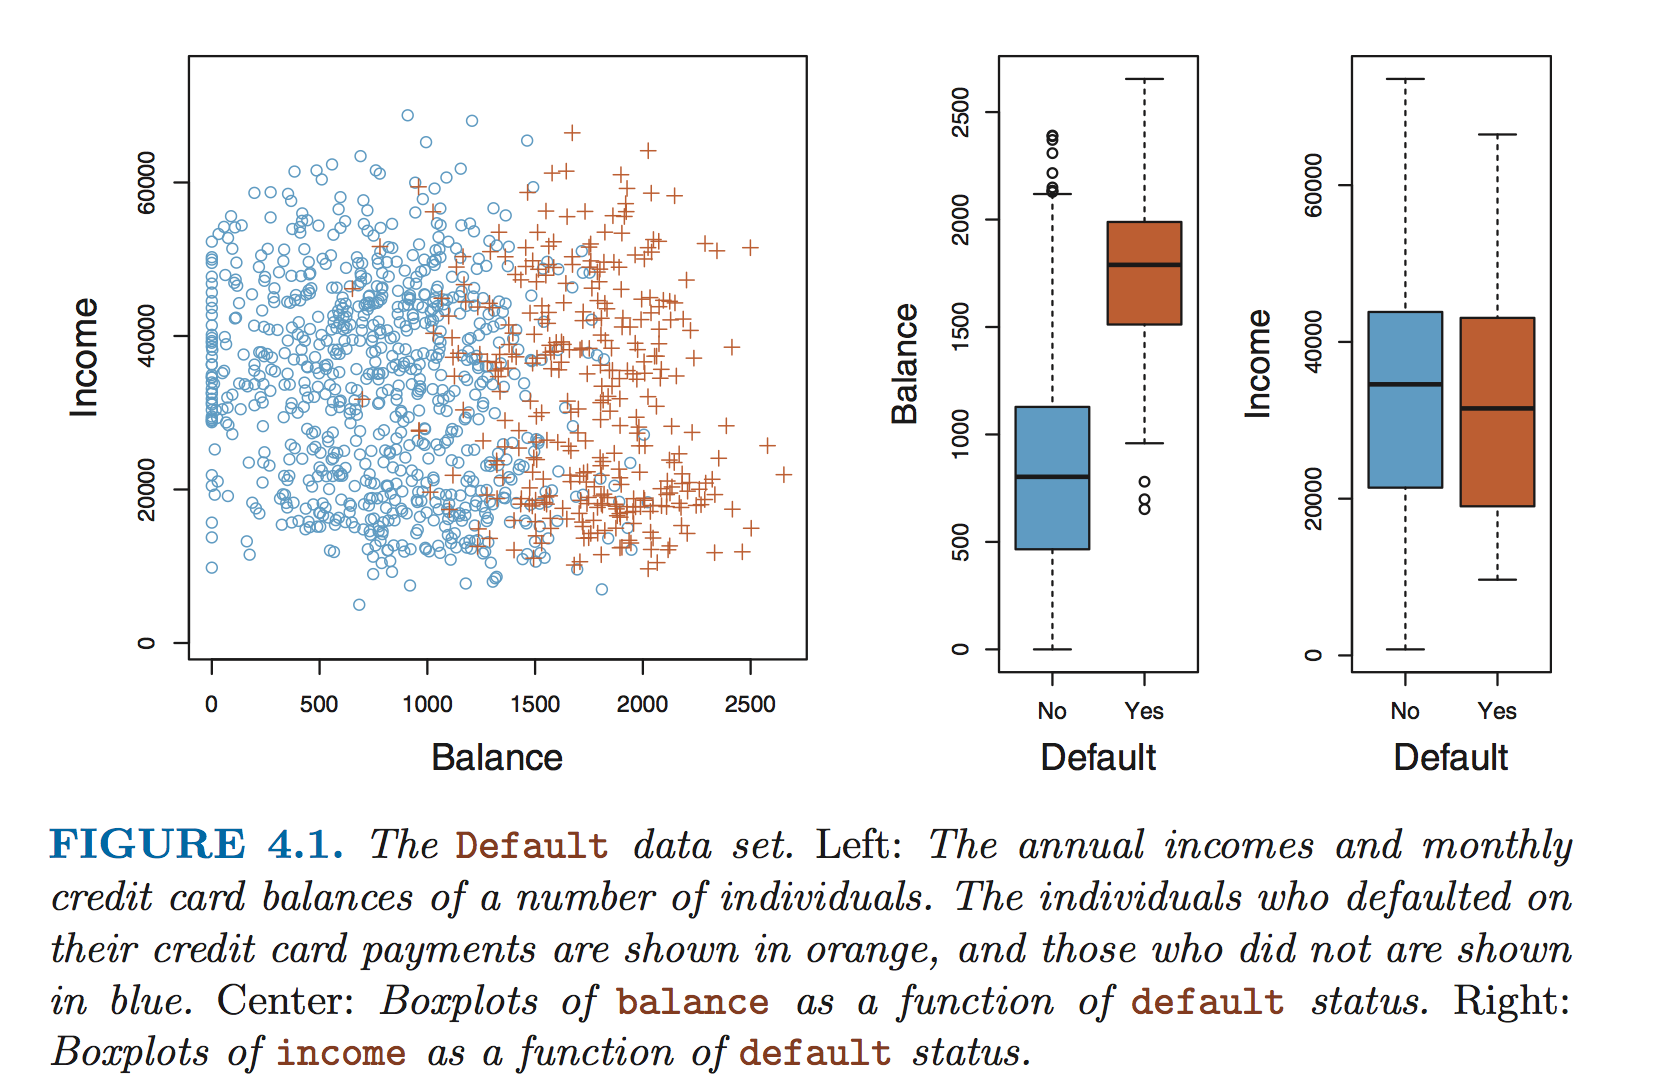 Income
60000
40000
20000
0
0 500 1000 1500 2000 2500
Balance
Balance
2500
2000
1500
1000
500
0
No Yes
Default
Income
60000
40000
20000
0
No Yes
Default
FIGURE 4.1. The Default data set. Left: The annual incomes and monthly
credit card balances of a number of individuals. The individuals who defaulted on
their credit card payments are shown in orange, and those who did not are shown
in blue. Center: Boxplots of balance as a function of default status. Right:
Boxplots of income as a function of default status.